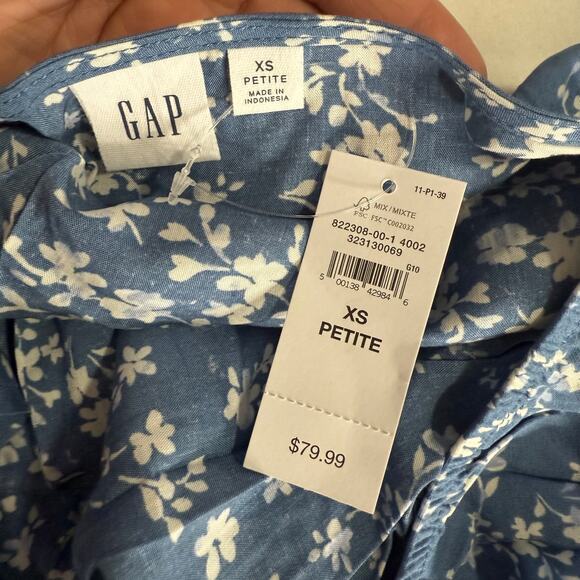 GAP
XS
PETITE
MADE IN
INDONESIA
11-P1-39
MIX/MIXTE
FSC FSC™C002032
822308-00-1 4002
323130069
G10
5 00138 42984 6
XS
PETITE
$79.99